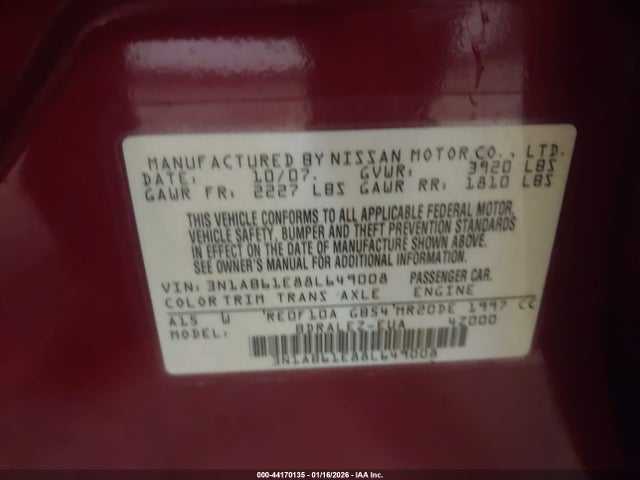 MANUFACTURED BY NISSAN MOTOR CO., LTD.
DATE: 10/07. GVWR: 3920 LBS
GAWR FR: 2227 LBS GAWR RR: 1810 LBS
THIS VEHICLE CONFORMS TO ALL APPLICABLE FEDERAL MOTOR
VEHICLE SAFETY, BUMPER AND THEFT PREVENTION STANDARDS
IN EFFECT ON THE DATE OF MANUFACTURE SHOWN ABOVE.
SEE OWNER'S MANUAL FOR ADDITIONAL INFORMATION.
VIN: 3N1AB61E88L649008 PASSENGER CAR.
COLOR TRIM TRANS AXLE ENGINE
A15 W RE0F10A G854 MR20DE 1997 CC
MODEL: BDRALEZ-EUA 42000
3N1AB61E88L649008
000-44170135 - 01/16/2026 - IAA Inc.